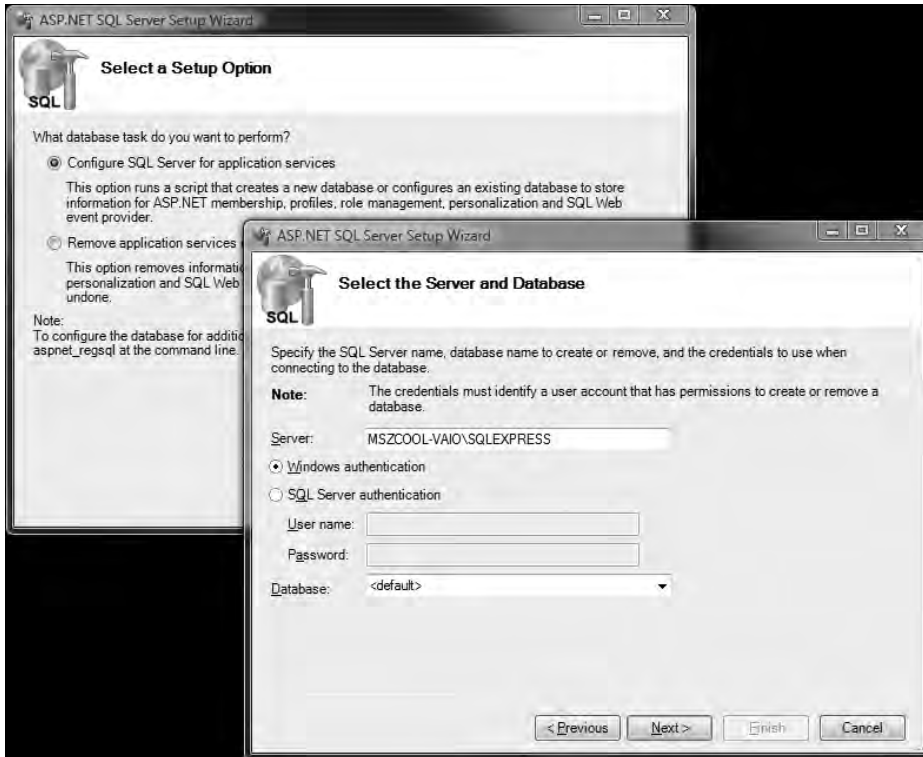 ASP.NET SQL Server Setup Wizard
Select a Setup Option
SQL
What database task do you want to perform?
Configure SQL Server for application services
This option runs a script that creates a new database or configures an existing database to store
information for ASP.NET membership, profiles, role management, personalization and SQL Web
event provider.
Remove application services
This option removes
personalization and SQL Web
undone.
Note:
To configure the database for
aspnet_regsql at the command line.
ASP.NET SQL Server Setup Wizard
Select the Server and Database
SQL
Specify the SQL Server name, database name to create or remove, and the credentials to use when
connecting to the database.
Note: The credentials must identify a user account that has permissions to create or remove a
database.
Server: MSZCOOL-VAIO\SQLEXPRESS
Windows authentication
SQL Server authentication
User name:
Password:
Database: <default>
< Previous Next > Finish Cancel